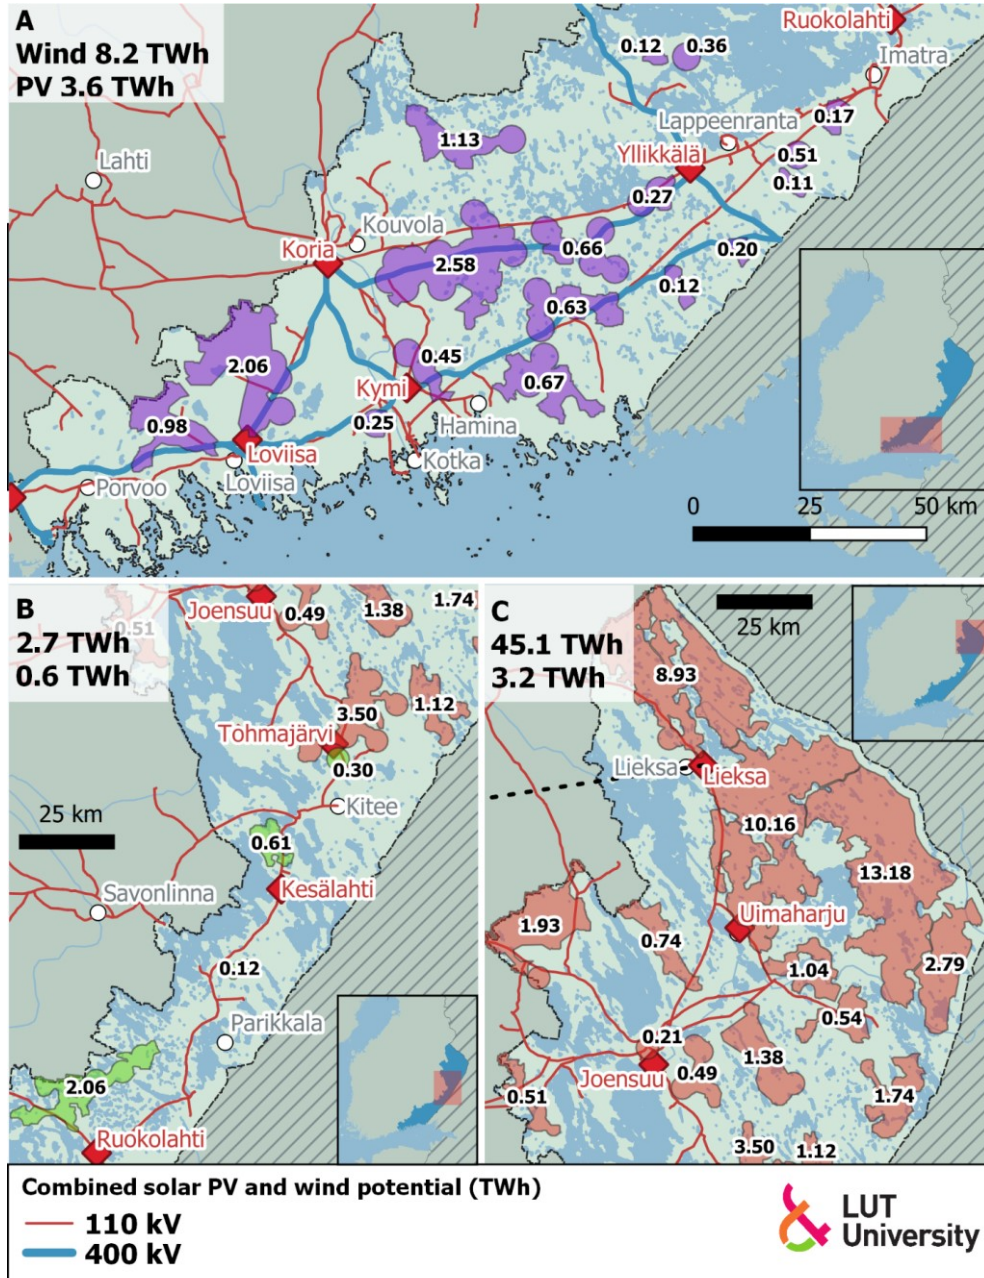 A
Wind 8.2 TWh
PV 3.6 TWh
Ruokolahti
0.12
0.36
Imatra
0.17
Lappeenranta
1.13
Yllikkälä
0.51
0.11
Lahti
0.27
Kouvola
Koria
0.66
0.20
2.58
0.12
0.63
2.06
0.45
Kymi
0.67
0.98
0.25
Hamina
Loviisa
Loviisa
Kotka
Porvoo
0 25 50 km
B
2.7 TWh
0.6 TWh
Joensuu
0.49
1.38
1.74
0.51
3.50
1.12
Tohmajärvi
0.30
Kitee
25 km
0.61
Savonlinna
Kesälahti
0.12
Parikkala
2.06
Ruokolahti
C
45.1 TWh
3.2 TWh
25 km
8.93
Lieksa
Lieksa
10.16
13.18
1.93
Uimaharju
0.74
1.04
2.79
0.54
0.21
1.38
Joensuu
0.49
0.51
1.74
3.50
1.12
Combined solar PV and wind potential (TWh)
110 kV
400 kV
LUT
University